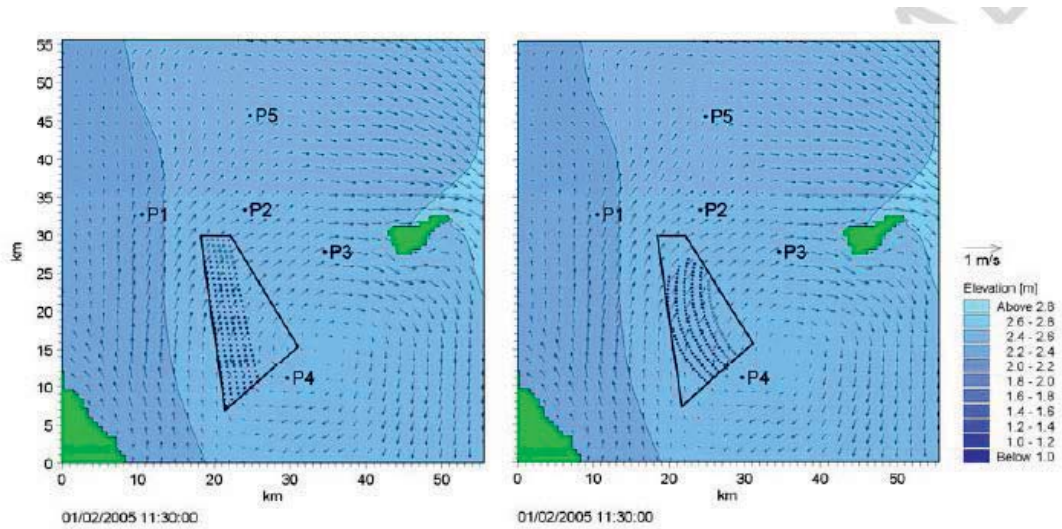 55
50
45
40
35
30
25
20
15
10
5
0
km
P5
P1
P2
P3
P4
0 10 20 30 40 50
km
01/02/2005 11:30:00
P5
P1
P2
P3
P4
0 10 20 30 40 50
km
01/02/2005 11:30:00
1 m/s
Elevation [m]
Above 2.8
2.6 - 2.8
2.4 - 2.6
2.2 - 2.4
2.0 - 2.2
1.8 - 2.0
1.6 - 1.8
1.4 - 1.6
1.2 - 1.4
1.0 - 1.2
Below 1.0